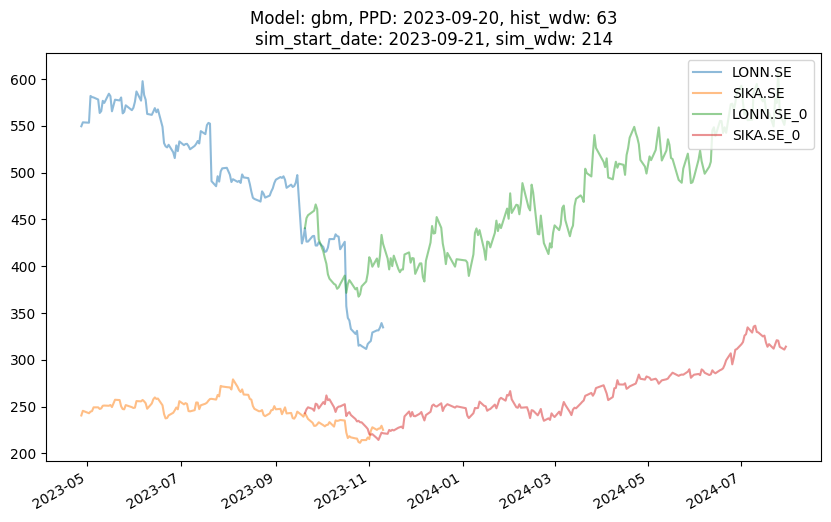 Model: gbm, PPD: 2023-09-20, hist_wdw: 63
sim_start_date: 2023-09-21, sim_wdw: 214
LONN.SE
SIKA.SE
LONN.SE_0
SIKA.SE_0
600
550
500
450
400
350
300
250
200
2023-05
2023-07
2023-09
2023-11
2024-01
2024-03
2024-05
2024-07